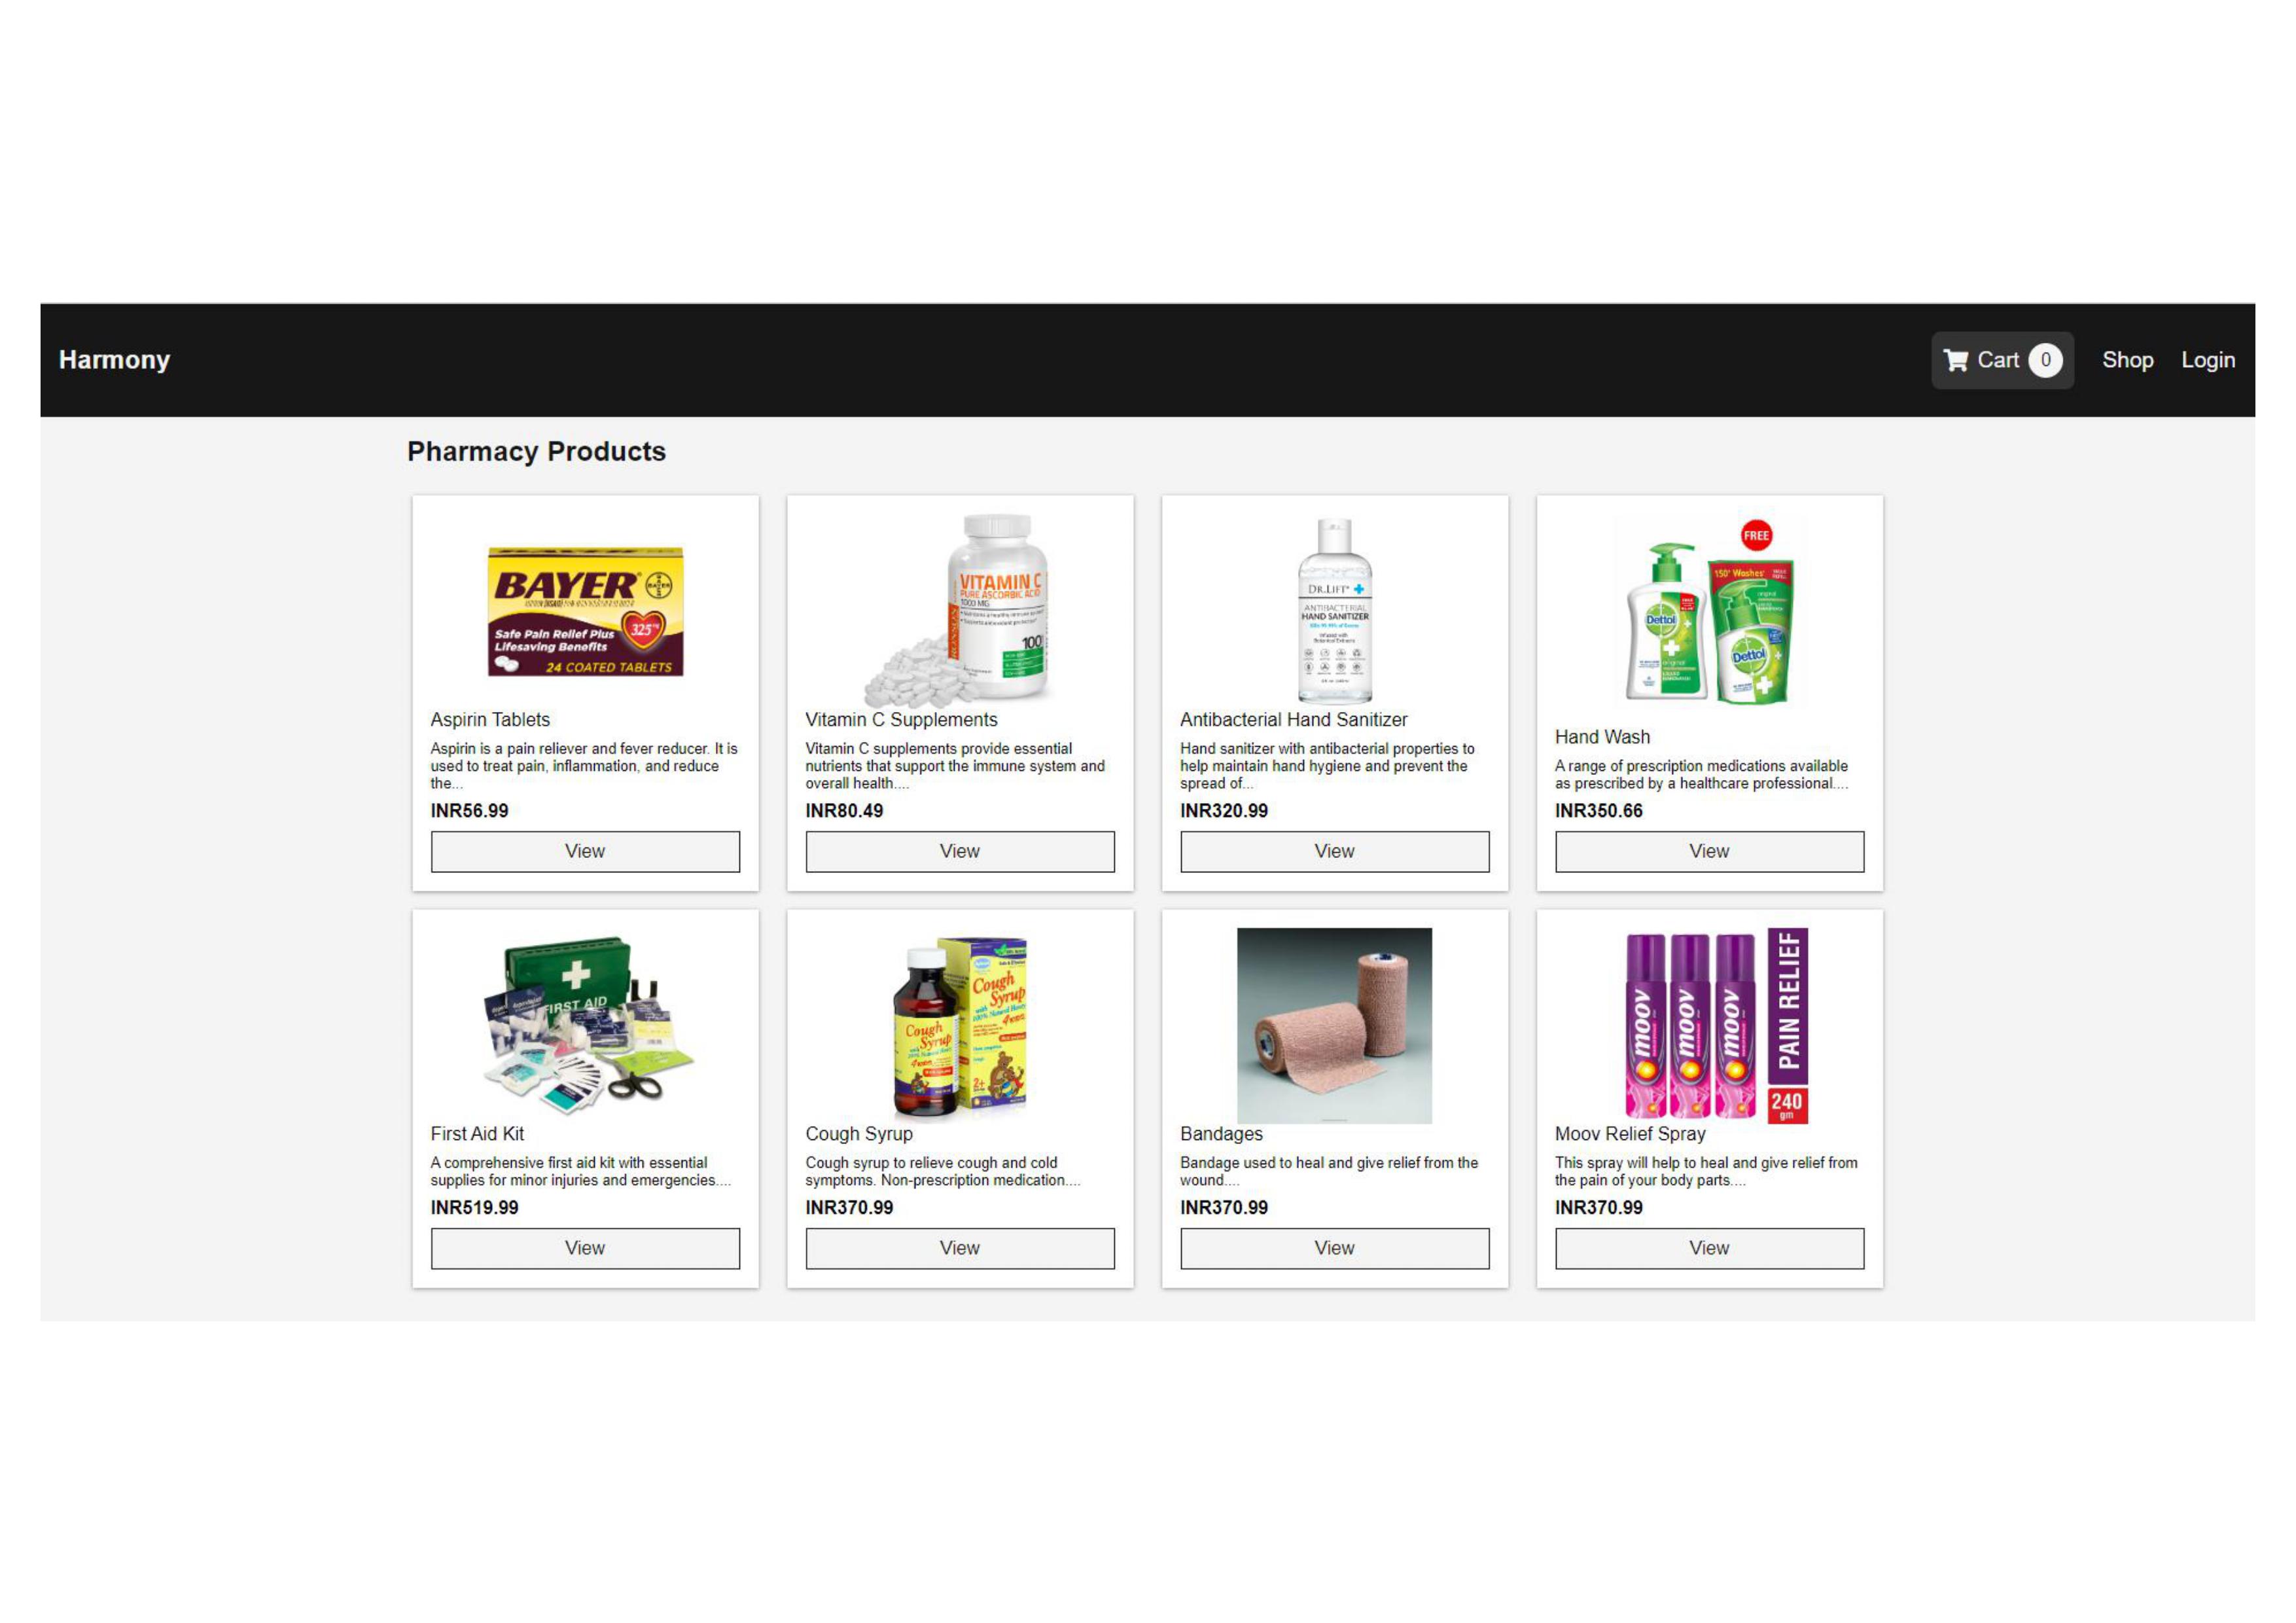 Harmony
Cart 0
Shop
Login
Pharmacy Products
BAYER
Safe Pain Relief Plus
Lifesaving Benefits
325
24 COATED TABLETS
Aspirin Tablets
Aspirin is a pain reliever and fever reducer. It is
used to treat pain, inflammation, and reduce
the...
INR56.99
View
VITAMIN C
PURE ASCORBIC ACID
1000 MG
Vitamin C Supplements
Vitamin C supplements provide essential
nutrients that support the immune system and
overall health....
INR80.49
View
DR.LIFT
ANTIBACTERIAL
HAND SANITIZER
Antibacterial Hand Sanitizer
Hand sanitizer with antibacterial properties to
help maintain hand hygiene and prevent the
spread of...
INR320.99
View
FREE
150 Washes
Dettol
Dettol
Hand Wash
A range of prescription medications available
as prescribed by a healthcare professional....
INR350.66
View
FIRST AID
First Aid Kit
A comprehensive first aid kit with essential
supplies for minor injuries and emergencies....
INR519.99
View
Cough
Syrup
Cough
Syrup
2+
Cough Syrup
Cough syrup to relieve cough and cold
symptoms. Non-prescription medication....
INR370.99
View
Bandages
Bandage used to heal and give relief from the
wound....
INR370.99
View
moov
moov
moov
PAIN RELIEF
240
gm
Moov Relief Spray
This spray will help to heal and give relief from
the pain of your body parts....
INR370.99
View